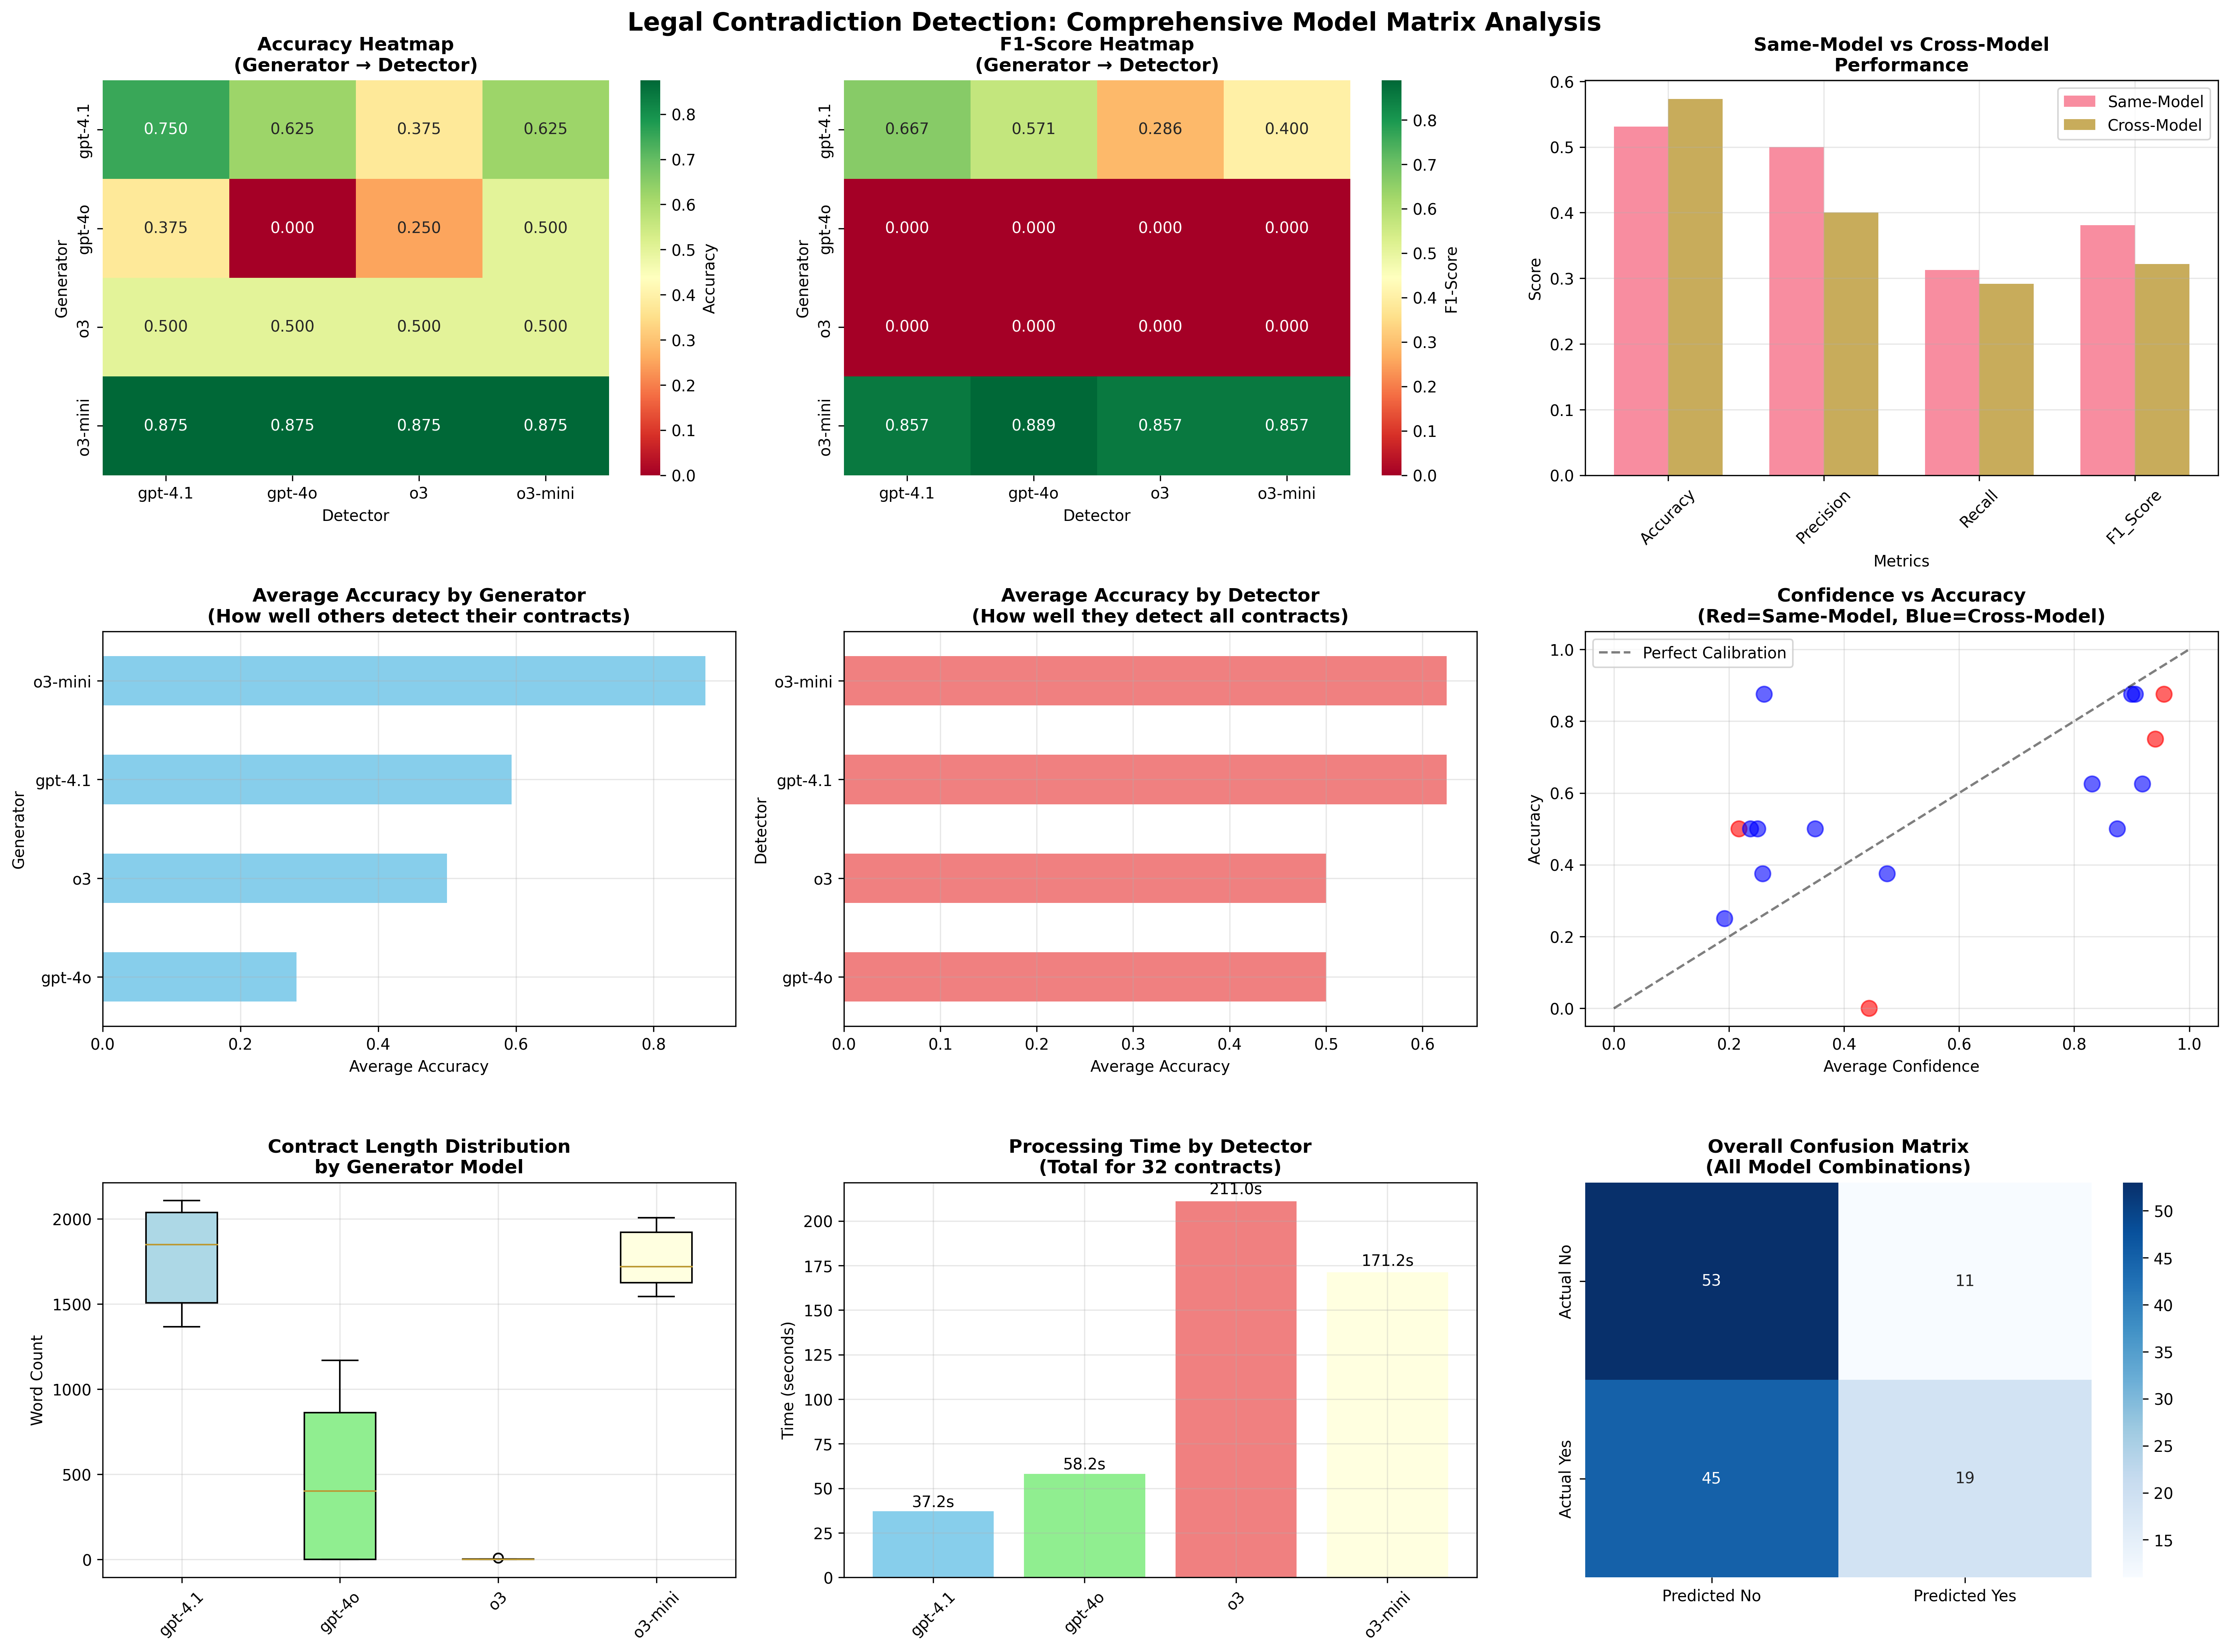 Legal Contradiction Detection: Comprehensive Model Matrix Analysis
Accuracy Heatmap
(Generator → Detector)
Generator
gpt-4.1
gpt-4o
o3
o3-mini
0.750 0.625 0.375 0.625
0.375 0.000 0.250 0.500
0.500 0.500 0.500 0.500
0.875 0.875 0.875 0.875
gpt-4.1 gpt-4o o3 o3-mini
Detector
0.8
0.7
0.6
0.5
0.4
0.3
0.2
0.1
0.0
Accuracy
F1-Score Heatmap
(Generator → Detector)
Generator
gpt-4.1
gpt-4o
o3
o3-mini
0.667 0.571 0.286 0.400
0.000 0.000 0.000 0.000
0.000 0.000 0.000 0.000
0.857 0.889 0.857 0.857
gpt-4.1 gpt-4o o3 o3-mini
Detector
0.8
0.7
0.6
0.5
0.4
0.3
0.2
0.1
0.0
F1-Score
Same-Model vs Cross-Model
Performance
Same-Model
Cross-Model
Score
0.6
0.5
0.4
0.3
0.2
0.1
0.0
Accuracy Precision Recall F1_Score
Metrics
Average Accuracy by Generator
(How well others detect their contracts)
Generator
o3-mini
gpt-4.1
o3
gpt-4o
0.0 0.2 0.4 0.6 0.8
Average Accuracy
Average Accuracy by Detector
(How well they detect all contracts)
Detector
o3-mini
gpt-4.1
o3
gpt-4o
0.0 0.1 0.2 0.3 0.4 0.5 0.6
Average Accuracy
Confidence vs Accuracy
(Red=Same-Model, Blue=Cross-Model)
Perfect Calibration
Accuracy
1.0
0.8
0.6
0.4
0.2
0.0
0.0 0.2 0.4 0.6 0.8 1.0
Average Confidence
Contract Length Distribution
by Generator Model
Word Count
2000
1500
1000
500
0
gpt-4.1 gpt-4o o3 o3-mini
Processing Time by Detector
(Total for 32 contracts)
Time (seconds)
200
175
150
125
100
75
50
25
0
37.2s
58.2s
211.0s
171.2s
gpt-4.1 gpt-4o o3 o3-mini
Overall Confusion Matrix
(All Model Combinations)
Actual No
Actual Yes
53 11
45 19
Predicted No Predicted Yes
50
45
40
35
30
25
20
15